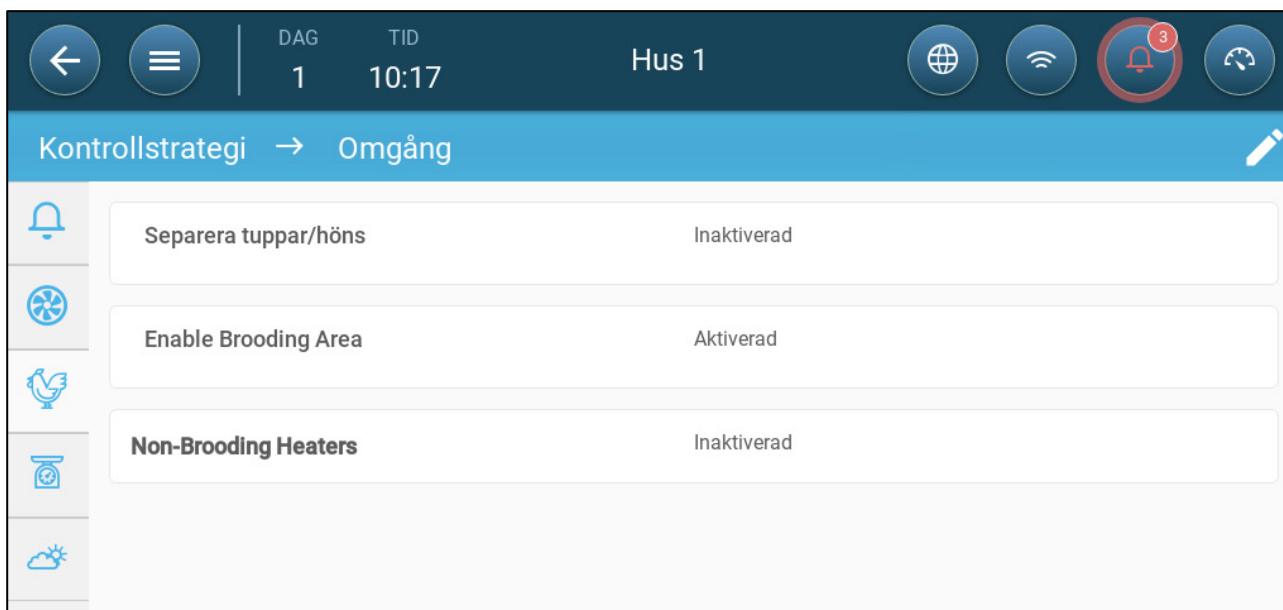 DAG TID
1 10:17 Hus 1 3
Kontrollstrategi → Omgång
Separera tuppar/höns Inaktiverad
Enable Brooding Area Aktiverad
Non-Brooding Heaters Inaktiverad